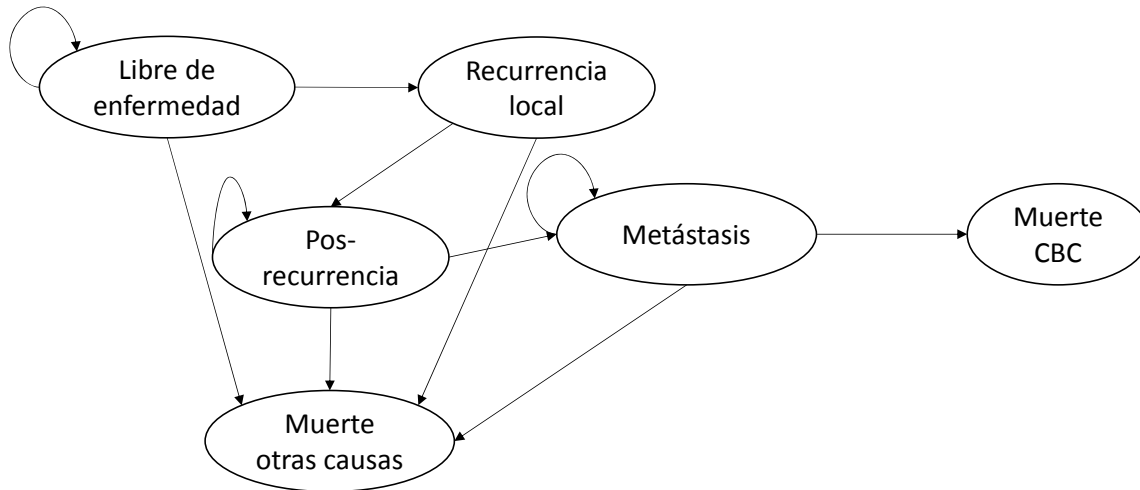 Libre de
enfermedad
Recurrencia
local
Pos-
recurrencia
Metástasis
Muerte
CBC
Muerte
otras causas